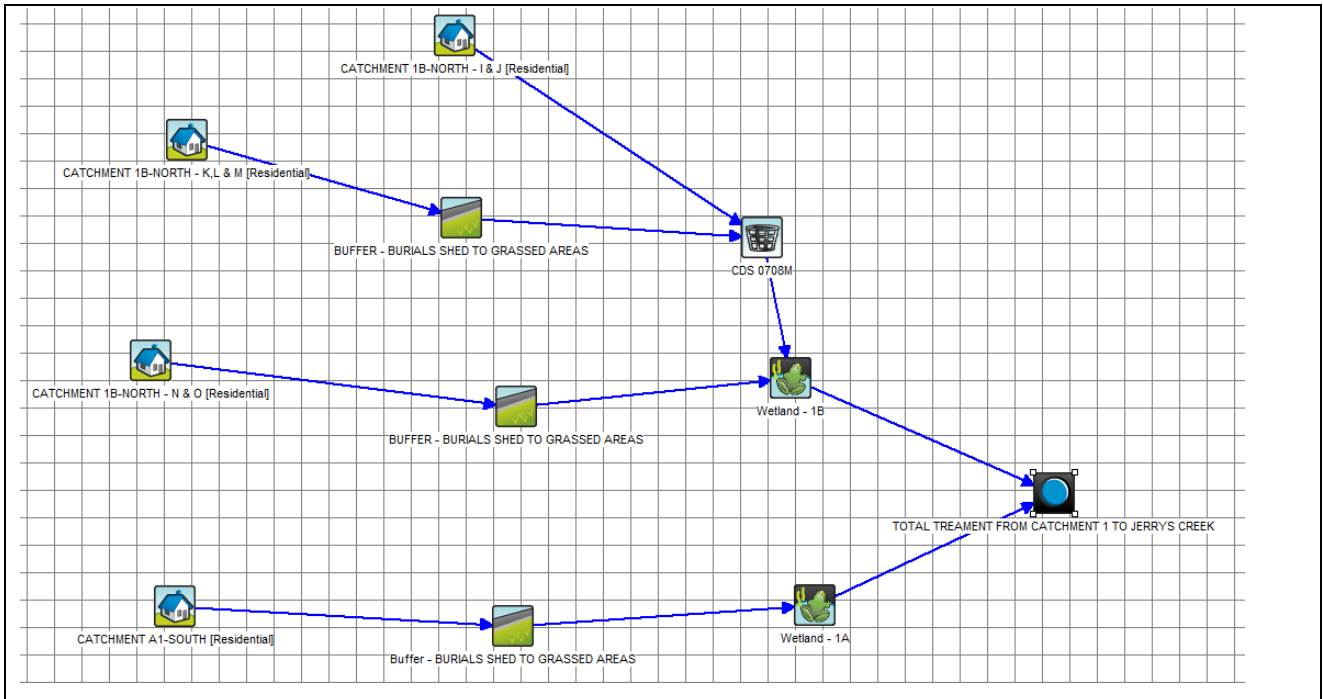 CATCHMENT 1B-NORTH - I & J [Residential]
CATCHMENT 1B-NORTH - K,L & M [Residential]
BUFFER - BURIALS SHED TO GRASSED AREAS
CDS 0708M
CATCHMENT 1B-NORTH - N & O [Residential]
BUFFER - BURIALS SHED TO GRASSED AREAS
Wetland - 1B
TOTAL TREAMENT FROM CATCHMENT 1 TO JERRYS CREEK
CATCHMENT A1-SOUTH [Residential]
Buffer - BURIALS SHED TO GRASSED AREAS
Wetland - 1A